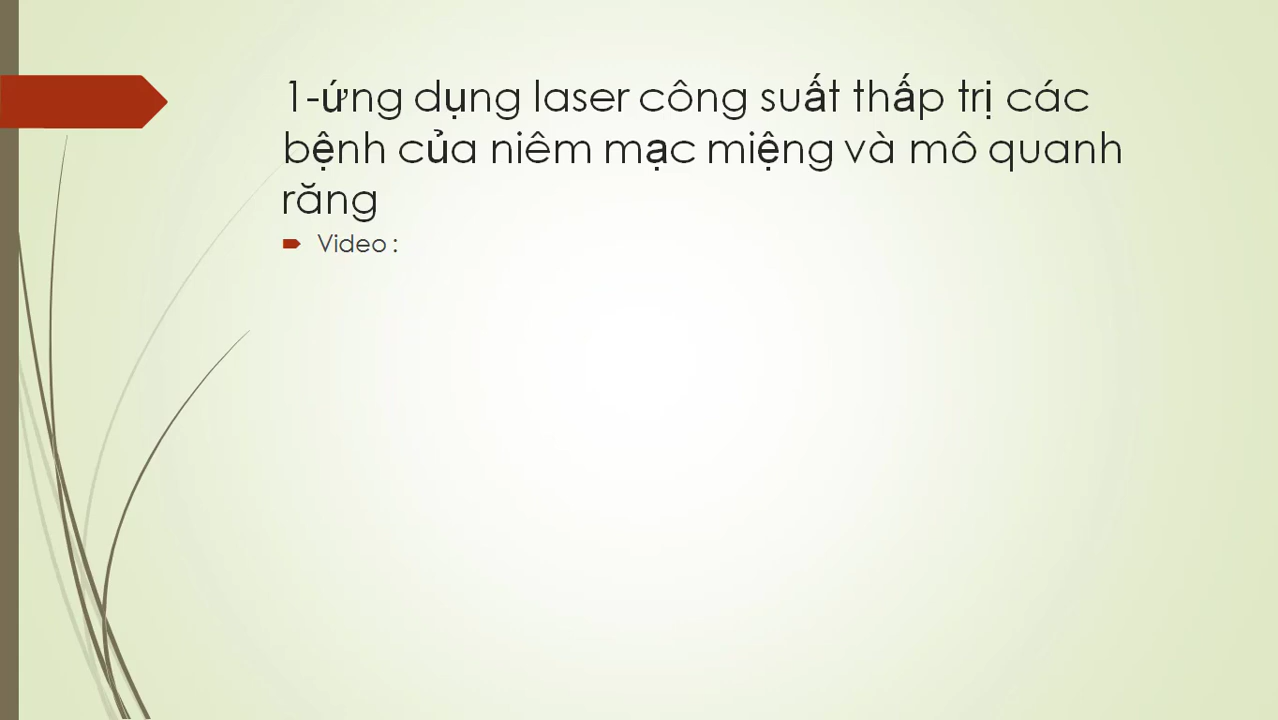 1-ứng dụng laser công suất thấp trị các
bệnh của niêm mạc miệng và mô quanh
răng
Video :